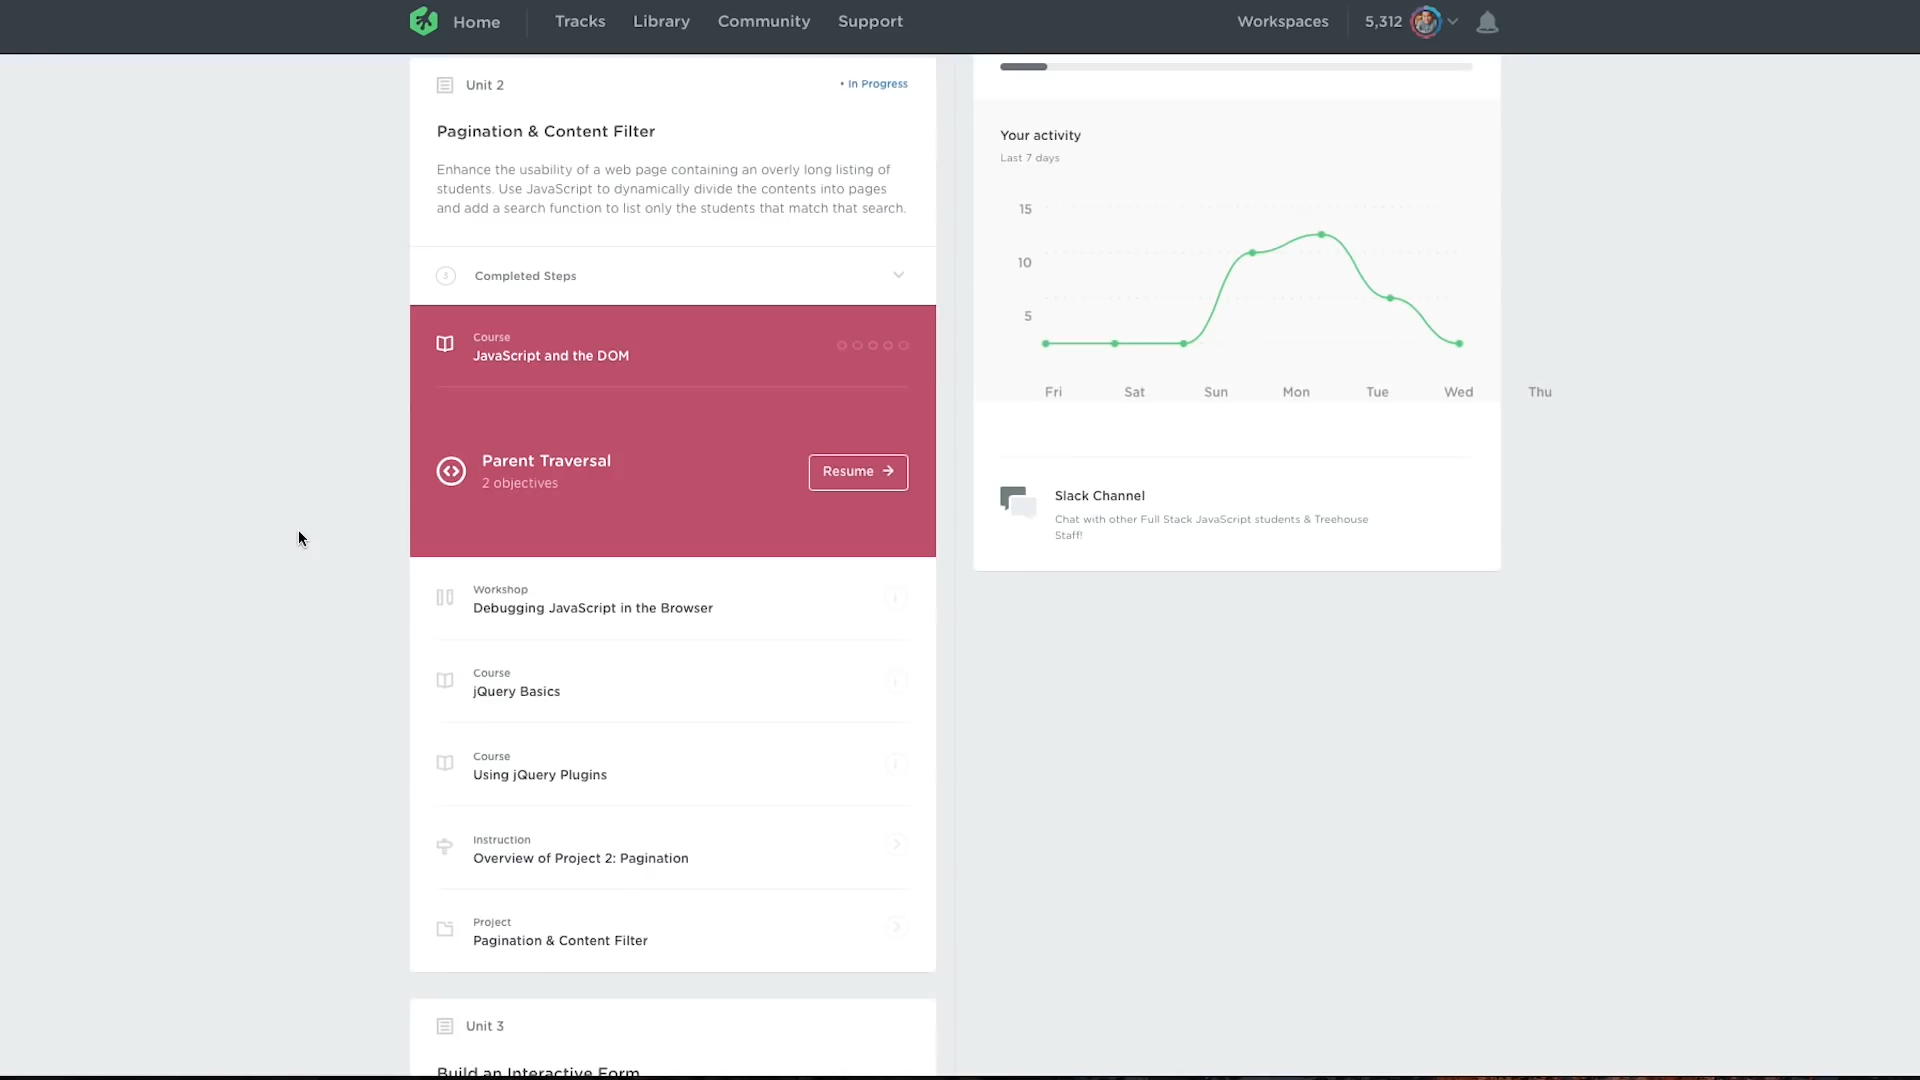 Home
Tracks
Library
Community
Support
Workspaces
5,312
Unit 2
• In Progress
Pagination & Content Filter
Enhance the usability of a web page containing an overly long listing of
students. Use JavaScript to dynamically divide the contents into pages
and add a search function to list only the students that match that search.
3
Completed Steps
Course
JavaScript and the DOM
Parent Traversal
2 objectives
Resume →
Workshop
Debugging JavaScript in the Browser
Course
jQuery Basics
Course
Using jQuery Plugins
Instruction
Overview of Project 2: Pagination
Project
Pagination & Content Filter
Unit 3
Build an Interactive Form
Your activity
Last 7 days
15
10
5
Fri
Sat
Sun
Mon
Tue
Wed
Thu
Slack Channel
Chat with other Full Stack JavaScript students & Treehouse
Staff!